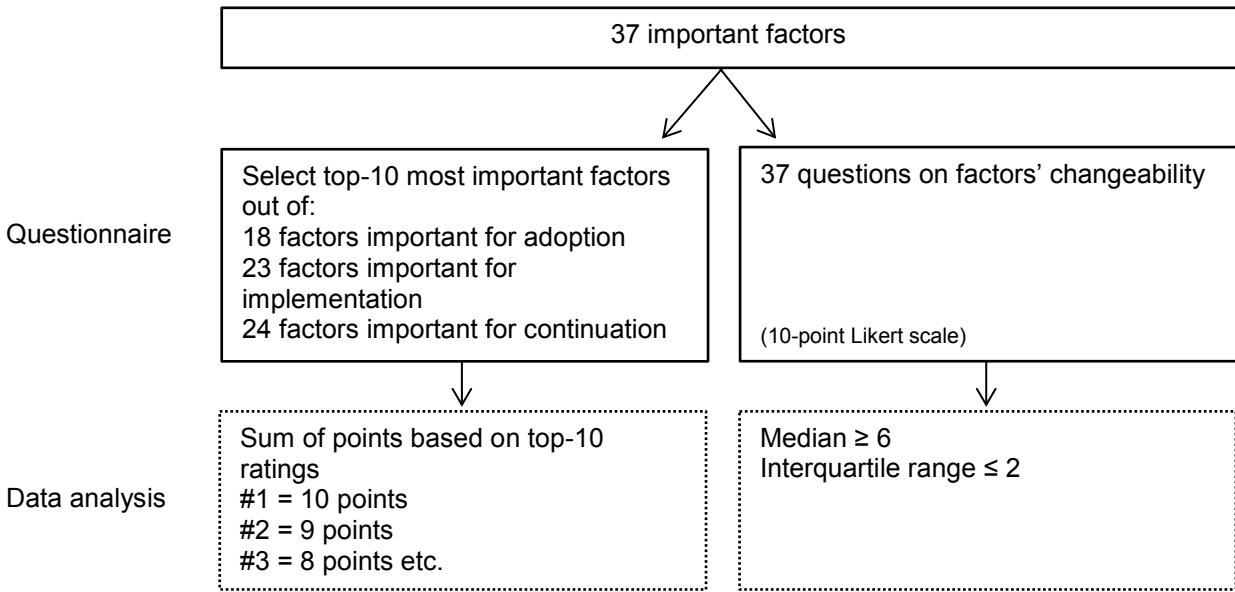 37 important factors
Questionnaire
Select top-10 most important factors
out of:
18 factors important for adoption
23 factors important for
implementation
24 factors important for continuation
37 questions on factors’ changeability
(10-point Likert scale)
Data analysis
Sum of points based on top-10
ratings
#1 = 10 points
#2 = 9 points
#3 = 8 points etc.
Median ≥ 6
Interquartile range ≤ 2